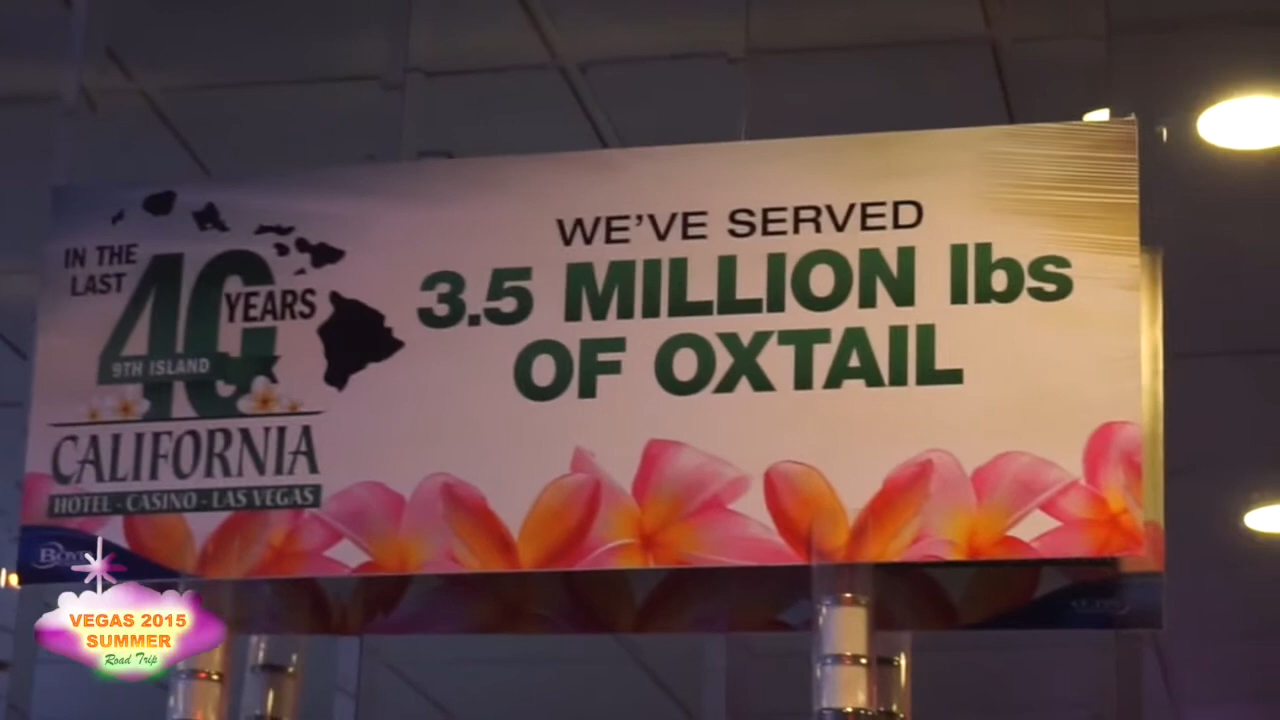 IN THE
LAST
40
YEARS
9TH ISLAND
CALIFORNIA
HOTEL - CASINO - LAS VEGAS
WE'VE SERVED
3.5 MILLION lbs
OF OXTAIL
VEGAS 2015
SUMMER
Road Trip